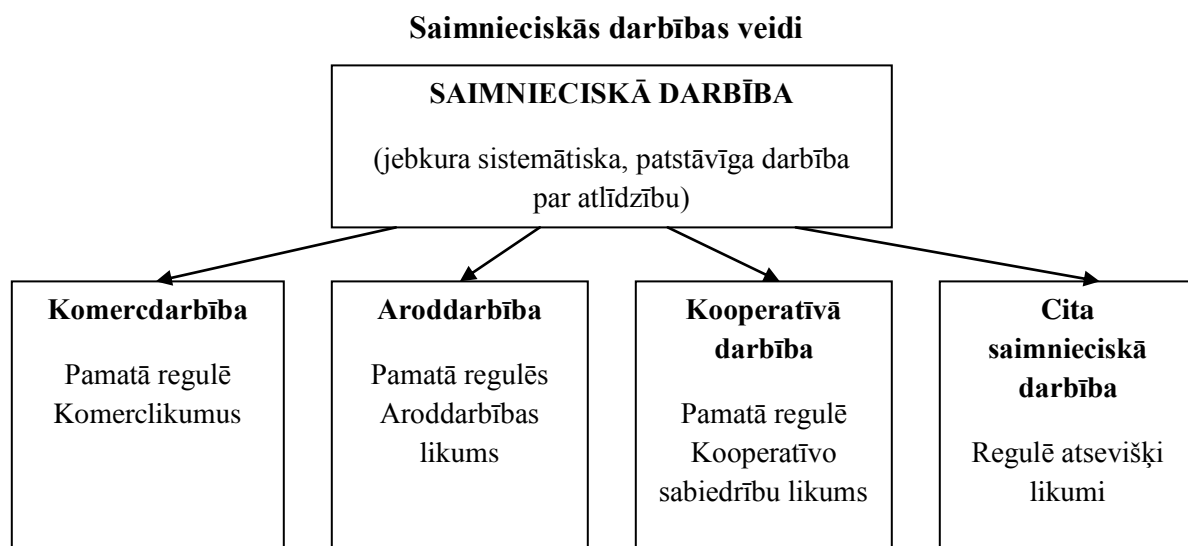 Saimnieciskās darbības veidi
SAIMNIECISKĀ DARBĪBA
(jebkura sistemātiska, patstāvīga darbība
par atlīdzību)
Komercdarbība
Pamatā regulē
Komerclikumus
Aroddarbība
Pamatā regulēs
Aroddarbības
likums
Kooperatīvā
darbība
Pamatā regulē
Kooperatīvo
sabiedrību likums
Cita
saimnieciskā
darbība
Regulē atsevišķi
likumi